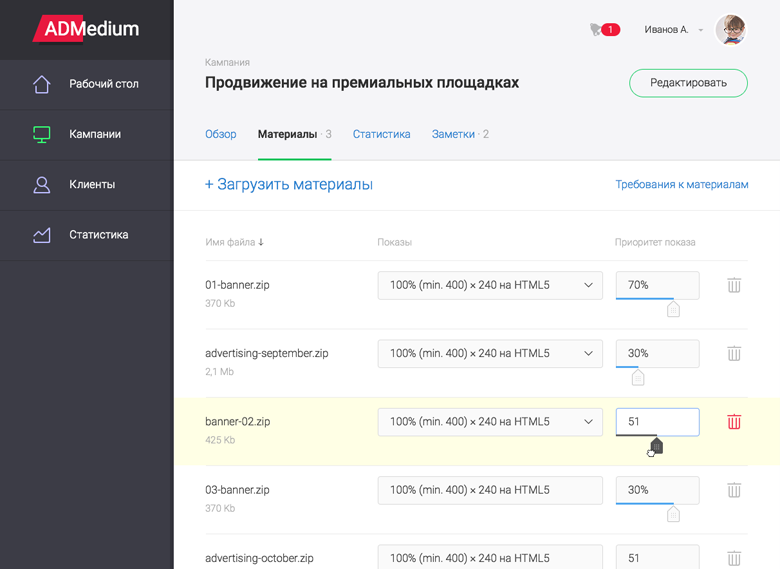 ADMedium
1
Иванов А.
Рабочий стол
Кампании
Клиенты
Статистика
Кампания
Продвижение на премиальных площадках
Редактировать
Обзор
Материалы · 3
Статистика
Заметки · 2
+ Загрузить материалы
Требования к материалам
Имя файла ↓
Показы
Приоритет показа
01-banner.zip
370 Kb
100% (min. 400) × 240 на HTML5
70%
advertising-september.zip
2,1 Mb
100% (min. 400) × 240 на HTML5
30%
banner-02.zip
425 Kb
100% (min. 400) × 240 на HTML5
51
03-banner.zip
370 Kb
100% (min. 400) × 240 на HTML5
30%
advertising-october.zip
100% (min. 400) × 240 на HTML5
51